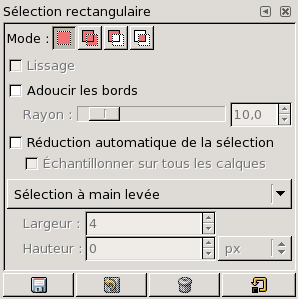 Sélection rectangulaire
Mode :
Lissage
Adoucir les bords
Rayon : 10,0
Réduction automatique de la sélection
Échantillonner sur tous les calques
Sélection à main levée
Largeur : 4
Hauteur : 0 px